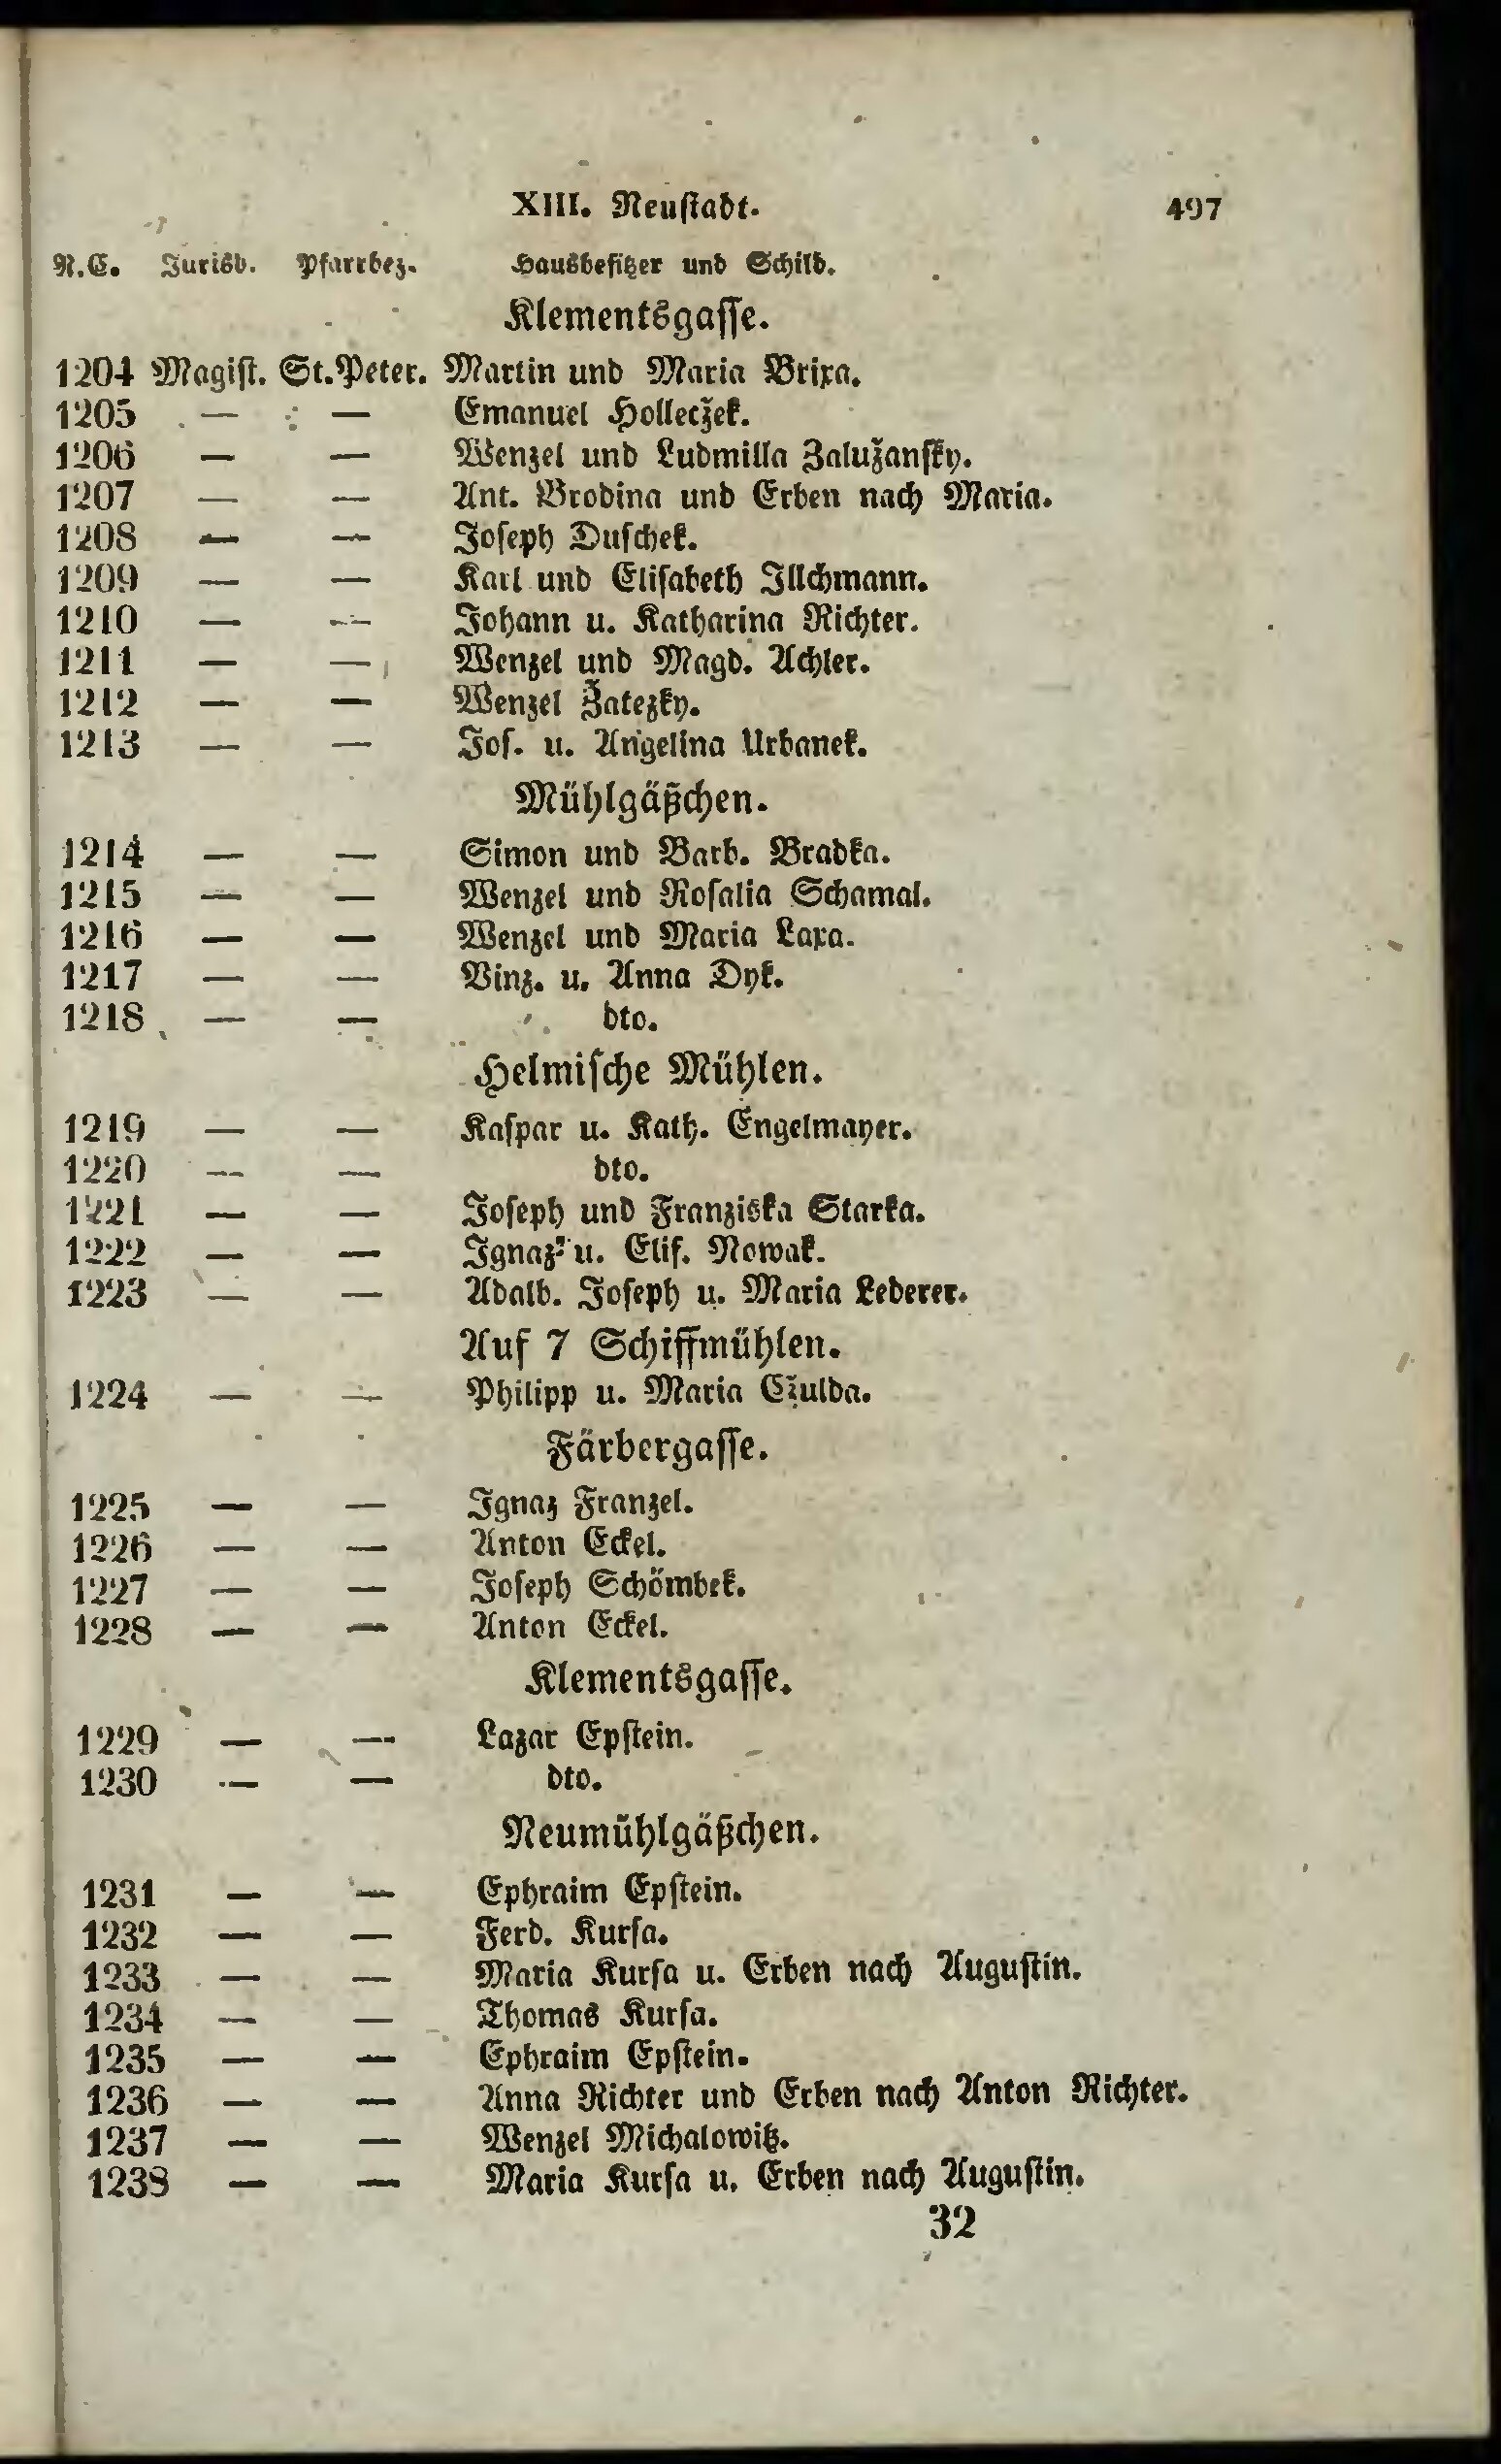 XIII. Neustadt. 497
N.C. Jurisd. Pfarrbez. Hausbesitzer und Schild.
Klementsgasse.
1204 Magist. St. Peter. Martin und Maria Brixa.
1205 — — Emanuel Holleczek.
1206 — — Wenzel und Ludmilla Zalužansky.
1207 — — Ant. Brodina und Erben nach Maria.
1208 — — Joseph Duschek.
1209 — — Karl und Elisabeth Illchmann.
1210 — — Johann u. Katharina Richter.
1211 — — Wenzel und Magd. Achler.
1212 — — Wenzel Žatezky.
1213 — — Jos. u. Angelina Urbanek.
Mühlgäßchen.
1214 — — Simon und Barb. Bradka.
1215 — — Wenzel und Rosalia Schamal.
1216 — — Wenzel und Maria Laxa.
1217 — — Vinz. u. Anna Dyk.
1218 — — dto.
Helmische Mühlen.
1219 — — Kaspar u. Kath. Engelmayer.
1220 — — dto.
1221 — — Joseph und Franziska Starka.
1222 — — Ignaz u. Elis. Nowak.
1223 — — Adalb. Joseph u. Maria Lederer.
Auf 7 Schiffmühlen.
1224 — — Philipp u. Maria Czulda.
Färbergasse.
1225 — — Ignaz Franzel.
1226 — — Anton Eckel.
1227 — — Joseph Schömbek.
1228 — — Anton Eckel.
Klementsgasse.
1229 — — Lazar Epstein.
1230 — — dto.
Neumühlgäßchen.
1231 — — Ephraim Epstein.
1232 — — Ferd. Kursa.
1233 — — Maria Kursa u. Erben nach Augustin.
1234 — — Thomas Kursa.
1235 — — Ephraim Epstein.
1236 — — Anna Richter und Erben nach Anton Richter.
1237 — — Wenzel Michalowitz.
1238 — — Maria Kursa u. Erben nach Augustin.
32